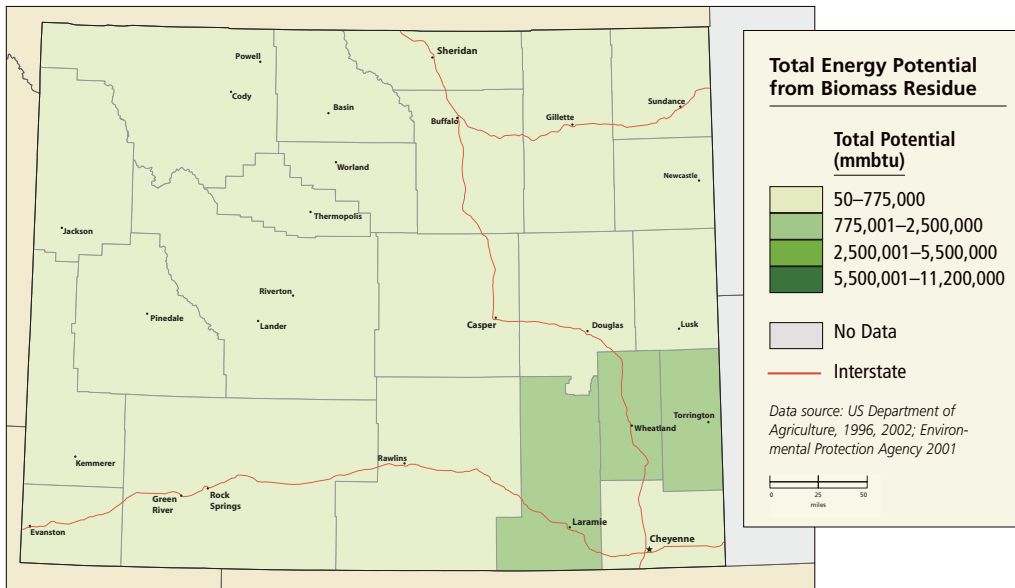 Sheridan
Powell
Cody
Basin
Buffalo
Gillette
Sundance
Worland
Newcastle
Thermopolis
Jackson
Riverton
Pinedale
Lander
Casper
Douglas
Lusk
Torrington
Wheatland
Kemmerer
Rawlins
Green
River
Rock
Springs
Evanston
Laramie
Cheyenne
Total Energy Potential
from Biomass Residue
Total Potential
(mmbtu)
50–775,000
775,001–2,500,000
2,500,001–5,500,000
5,500,001–11,200,000
No Data
Interstate
Data source: US Department of
Agriculture, 1996, 2002; Environ-
mental Protection Agency 2001
0 25 50
miles